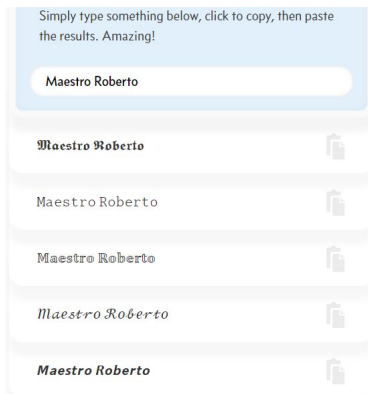 Simply type something below, click to copy, then paste
the results. Amazing!
Maestro Roberto
𝕸𝖆𝖊𝖘𝖙𝖗𝖔 𝕽𝖔𝖇𝖊𝖗𝖙𝖔
𝙼𝚊𝚎𝚜𝚝𝚛𝚘 𝚁𝚘𝚋𝚎𝚛𝚝𝚘
𝕄𝕒𝕖𝕤𝕥𝕣𝕠 ℝ𝕠𝕓𝕖𝕣𝕥𝕠
𝓜𝓪𝓮𝓼𝓽𝓻𝓸 𝓡𝓸𝓫𝓮𝓻𝓽𝓸
𝙈𝙖𝙚𝙨𝙩𝙧𝙤 𝙍𝙤𝙗𝙚𝙧𝙩𝙤